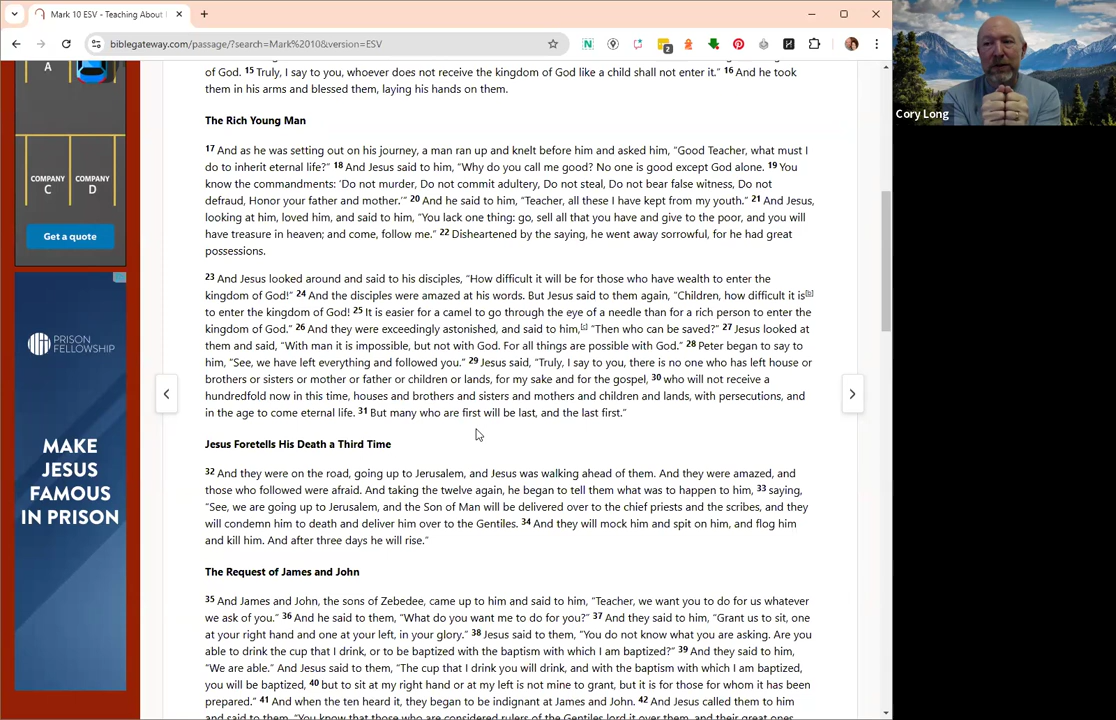 Mark 10 ESV - Teaching About
biblegateway.com/passage/?search=Mark%2010&version=ESV
2
Cory Long
A
COMPANY
C
COMPANY
D
Get a quote
PRISON
FELLOWSHIP
MAKE
JESUS
FAMOUS
IN PRISON
of God. 15 Truly, I say to you, whoever does not receive the kingdom of God like a child shall not enter it.” 16 And he took
them in his arms and blessed them, laying his hands on them.
The Rich Young Man
17 And as he was setting out on his journey, a man ran up and knelt before him and asked him, “Good Teacher, what must I
do to inherit eternal life?” 18 And Jesus said to him, “Why do you call me good? No one is good except God alone. 19 You
know the commandments: ‘Do not murder, Do not commit adultery, Do not steal, Do not bear false witness, Do not
defraud, Honor your father and mother.’” 20 And he said to him, “Teacher, all these I have kept from my youth.” 21 And Jesus,
looking at him, loved him, and said to him, “You lack one thing: go, sell all that you have and give to the poor, and you will
have treasure in heaven; and come, follow me.” 22 Disheartened by the saying, he went away sorrowful, for he had great
possessions.
23 And Jesus looked around and said to his disciples, “How difficult it will be for those who have wealth to enter the
kingdom of God!” 24 And the disciples were amazed at his words. But Jesus said to them again, “Children, how difficult it is[b]
to enter the kingdom of God! 25 It is easier for a camel to go through the eye of a needle than for a rich person to enter the
kingdom of God.” 26 And they were exceedingly astonished, and said to him,[c] “Then who can be saved?” 27 Jesus looked at
them and said, “With man it is impossible, but not with God. For all things are possible with God.” 28 Peter began to say to
him, “See, we have left everything and followed you.” 29 Jesus said, “Truly, I say to you, there is no one who has left house or
brothers or sisters or mother or father or children or lands, for my sake and for the gospel, 30 who will not receive a
hundredfold now in this time, houses and brothers and sisters and mothers and children and lands, with persecutions, and
in the age to come eternal life. 31 But many who are first will be last, and the last first.”
Jesus Foretells His Death a Third Time
32 And they were on the road, going up to Jerusalem, and Jesus was walking ahead of them. And they were amazed, and
those who followed were afraid. And taking the twelve again, he began to tell them what was to happen to him, 33 saying,
“See, we are going up to Jerusalem, and the Son of Man will be delivered over to the chief priests and the scribes, and they
will condemn him to death and deliver him over to the Gentiles. 34 And they will mock him and spit on him, and flog him
and kill him. And after three days he will rise.”
The Request of James and John
35 And James and John, the sons of Zebedee, came up to him and said to him, “Teacher, we want you to do for us whatever
we ask of you.” 36 And he said to them, “What do you want me to do for you?” 37 And they said to him, “Grant us to sit, one
at your right hand and one at your left, in your glory.” 38 Jesus said to them, “You do not know what you are asking. Are you
able to drink the cup that I drink, or to be baptized with the baptism with which I am baptized?” 39 And they said to him,
“We are able.” And Jesus said to them, “The cup that I drink you will drink, and with the baptism with which I am baptized,
you will be baptized, 40 but to sit at my right hand or at my left is not mine to grant, but it is for those for whom it has been
prepared.” 41 And when the ten heard it, they began to be indignant at James and John. 42 And Jesus called them to him
and said to them, “You know that those who are considered rulers of the Gentiles lord it over them, and their great ones